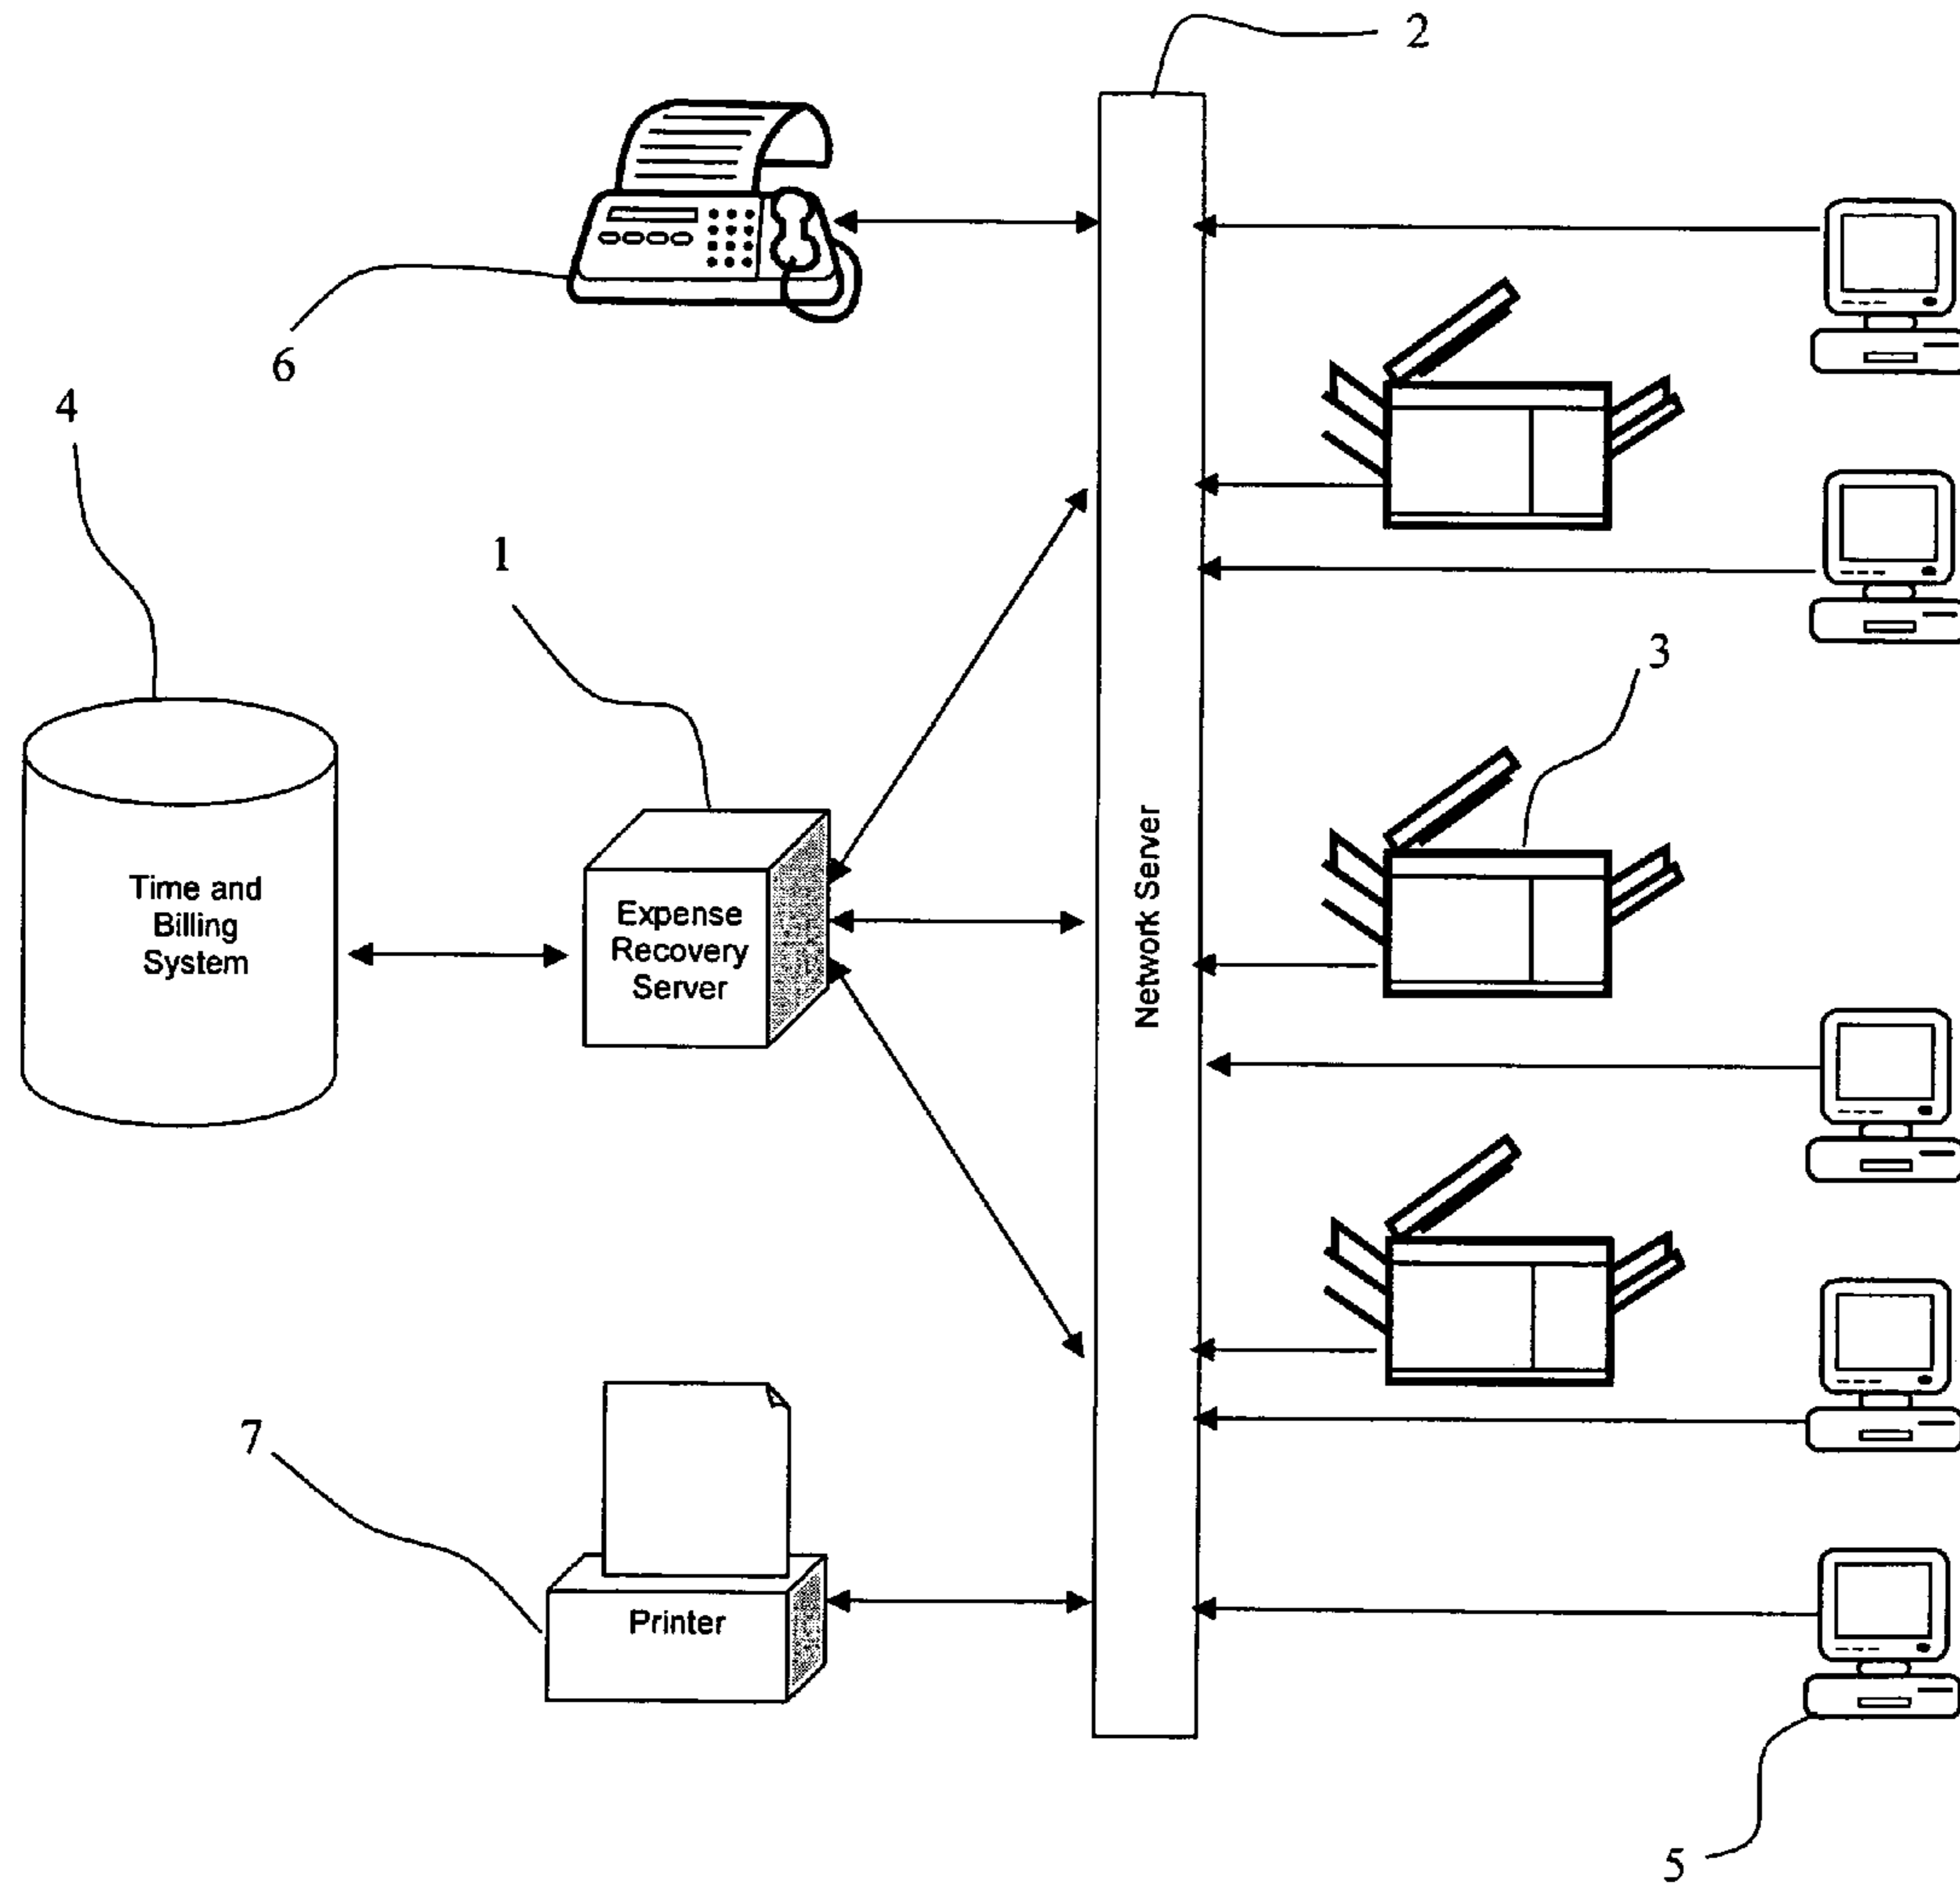 2
6
4
1
3
Time and
Billing
System
Expense
Recovery
Server
Network Server
7
Printer
5